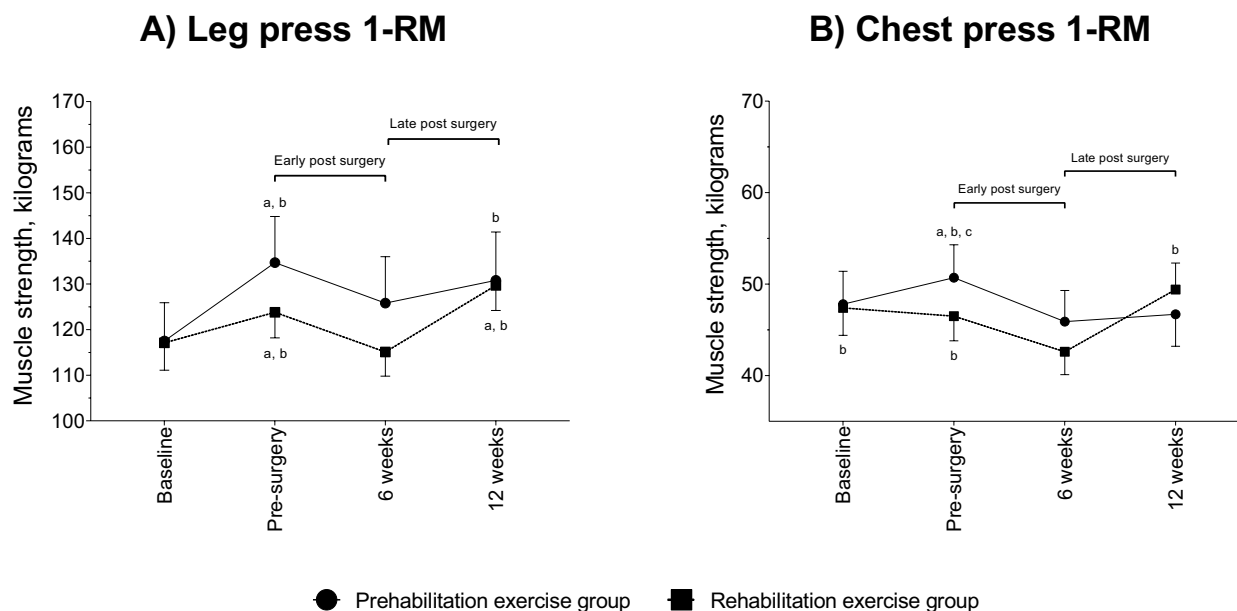 A) Leg press 1-RM
Muscle strength, kilograms
170
160
150
140
130
120
110
100
Early post surgery
Late post surgery
a, b
b
a, b
a, b
Baseline
Pre-surgery
6 weeks
12 weeks
B) Chest press 1-RM
Muscle strength, kilograms
70
60
50
40
Early post surgery
Late post surgery
a, b, c
b
b
b
Baseline
Pre-surgery
6 weeks
12 weeks
Prehabilitation exercise group
Rehabilitation exercise group